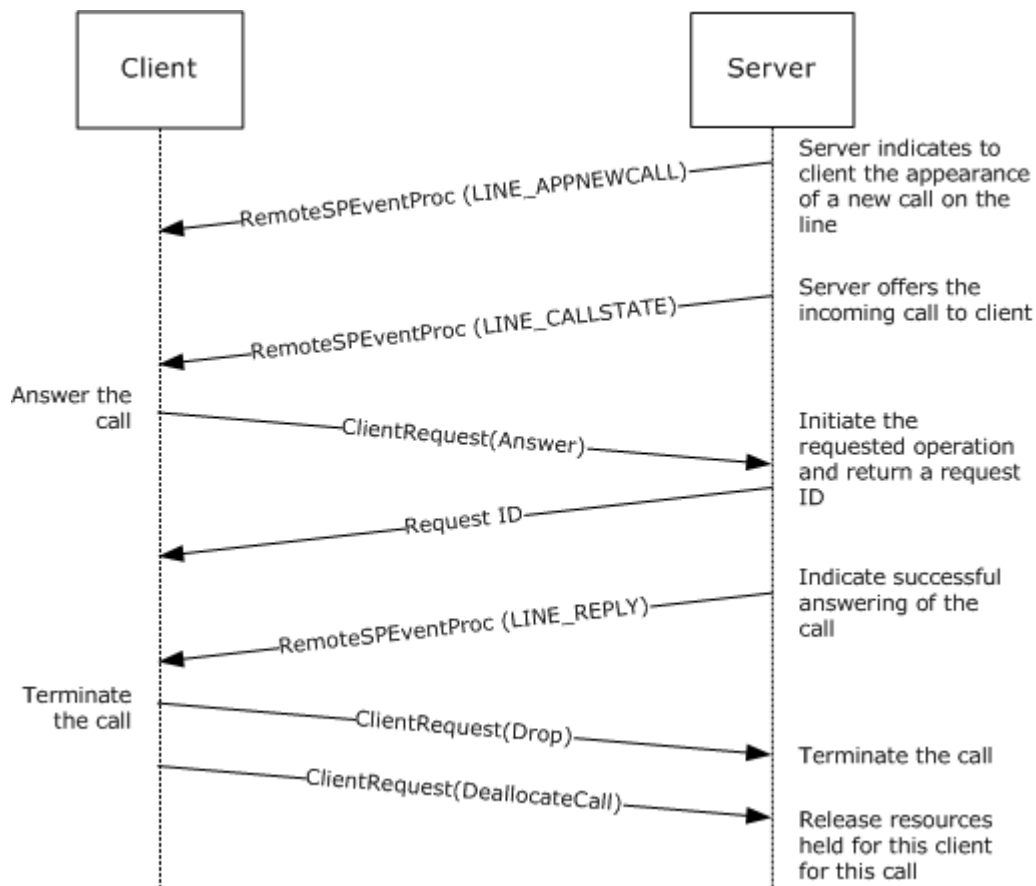 Client
Server
Server indicates to
client the appearance
of a new call on the
line
RemoteSPEventProc (LINE_APPNEWCALL)
Server offers the
incoming call to client
RemoteSPEventProc (LINE_CALLSTATE)
Answer the
call
ClientRequest(Answer)
Initiate the
requested operation
and return a request
ID
Request ID
Indicate successful
answering of the
call
RemoteSPEventProc (LINE_REPLY)
Terminate
the call
ClientRequest(Drop)
Terminate the call
ClientRequest(DeallocateCall)
Release resources
held for this client
for this call